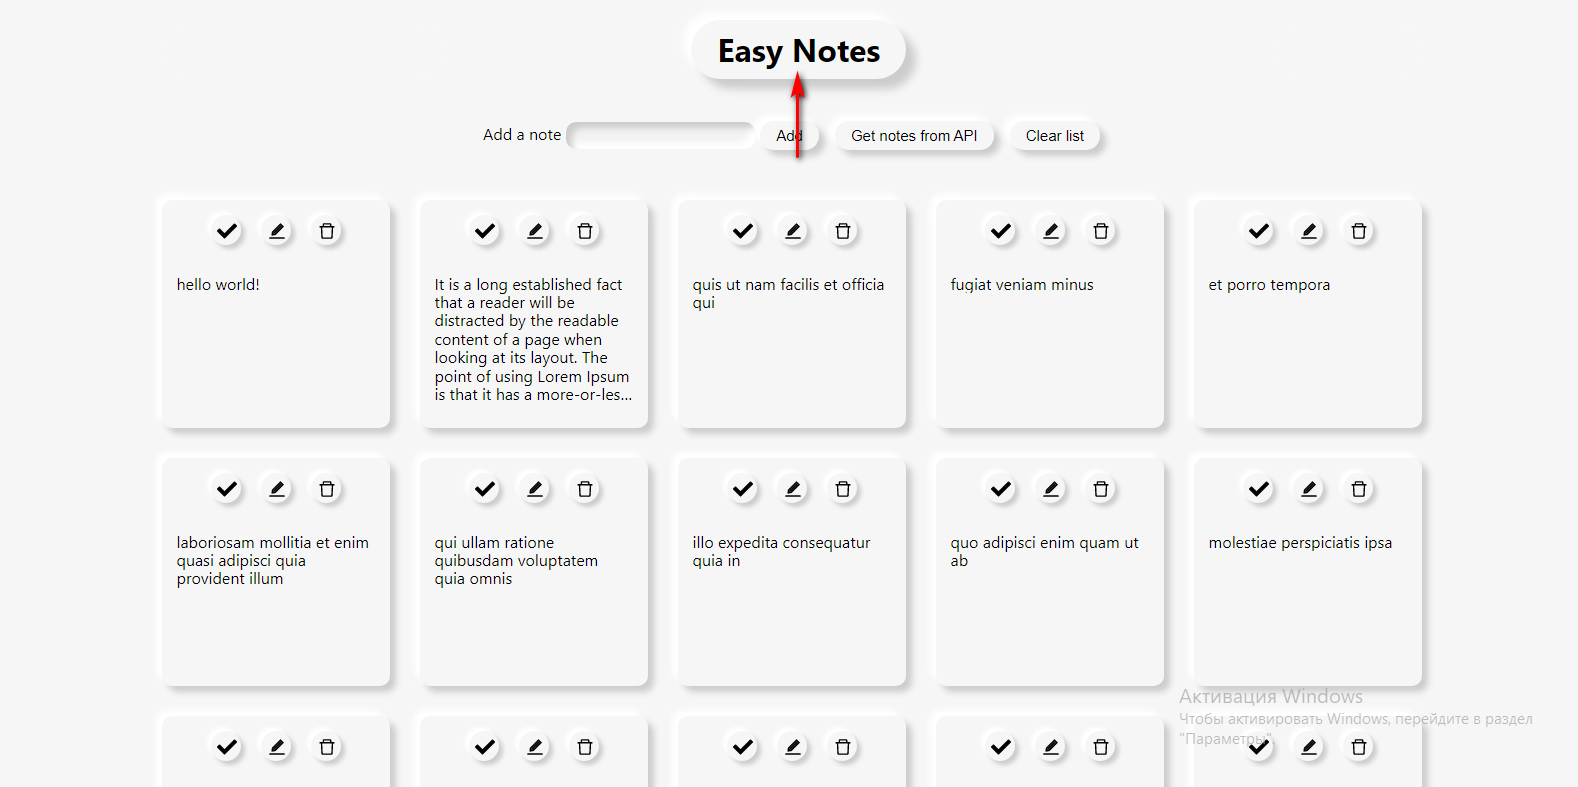 Easy Notes
Add a note
Add
Get notes from API
Clear list
hello world!
It is a long established fact
that a reader will be
distracted by the readable
content of a page when
looking at its layout. The
point of using Lorem Ipsum
is that it has a more-or-les...
quis ut nam facilis et officia
qui
fugiat veniam minus
et porro tempora
laboriosam mollitia et enim
quasi adipisci quia
provident illum
qui ullam ratione
quibusdam voluptatem
quia omnis
illo expedita consequatur
quia in
quo adipisci enim quam ut
ab
molestiae perspiciatis ipsa
Активация Windows
Чтобы активировать Windows, перейдите в раздел
"Параметры".